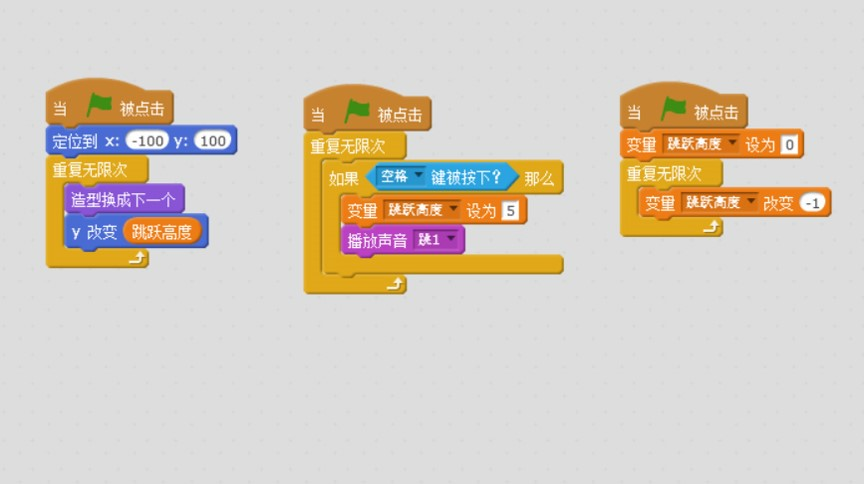 当 被点击
定位到 x: -100 y: 100
重复无限次
造型换成下一个
y 改变 跳跃高度
当 被点击
重复无限次
如果 空格 键被按下? 那么
变量 跳跃高度 设为 5
播放声音 跳1
当 被点击
变量 跳跃高度 设为 0
重复无限次
变量 跳跃高度 改变 -1